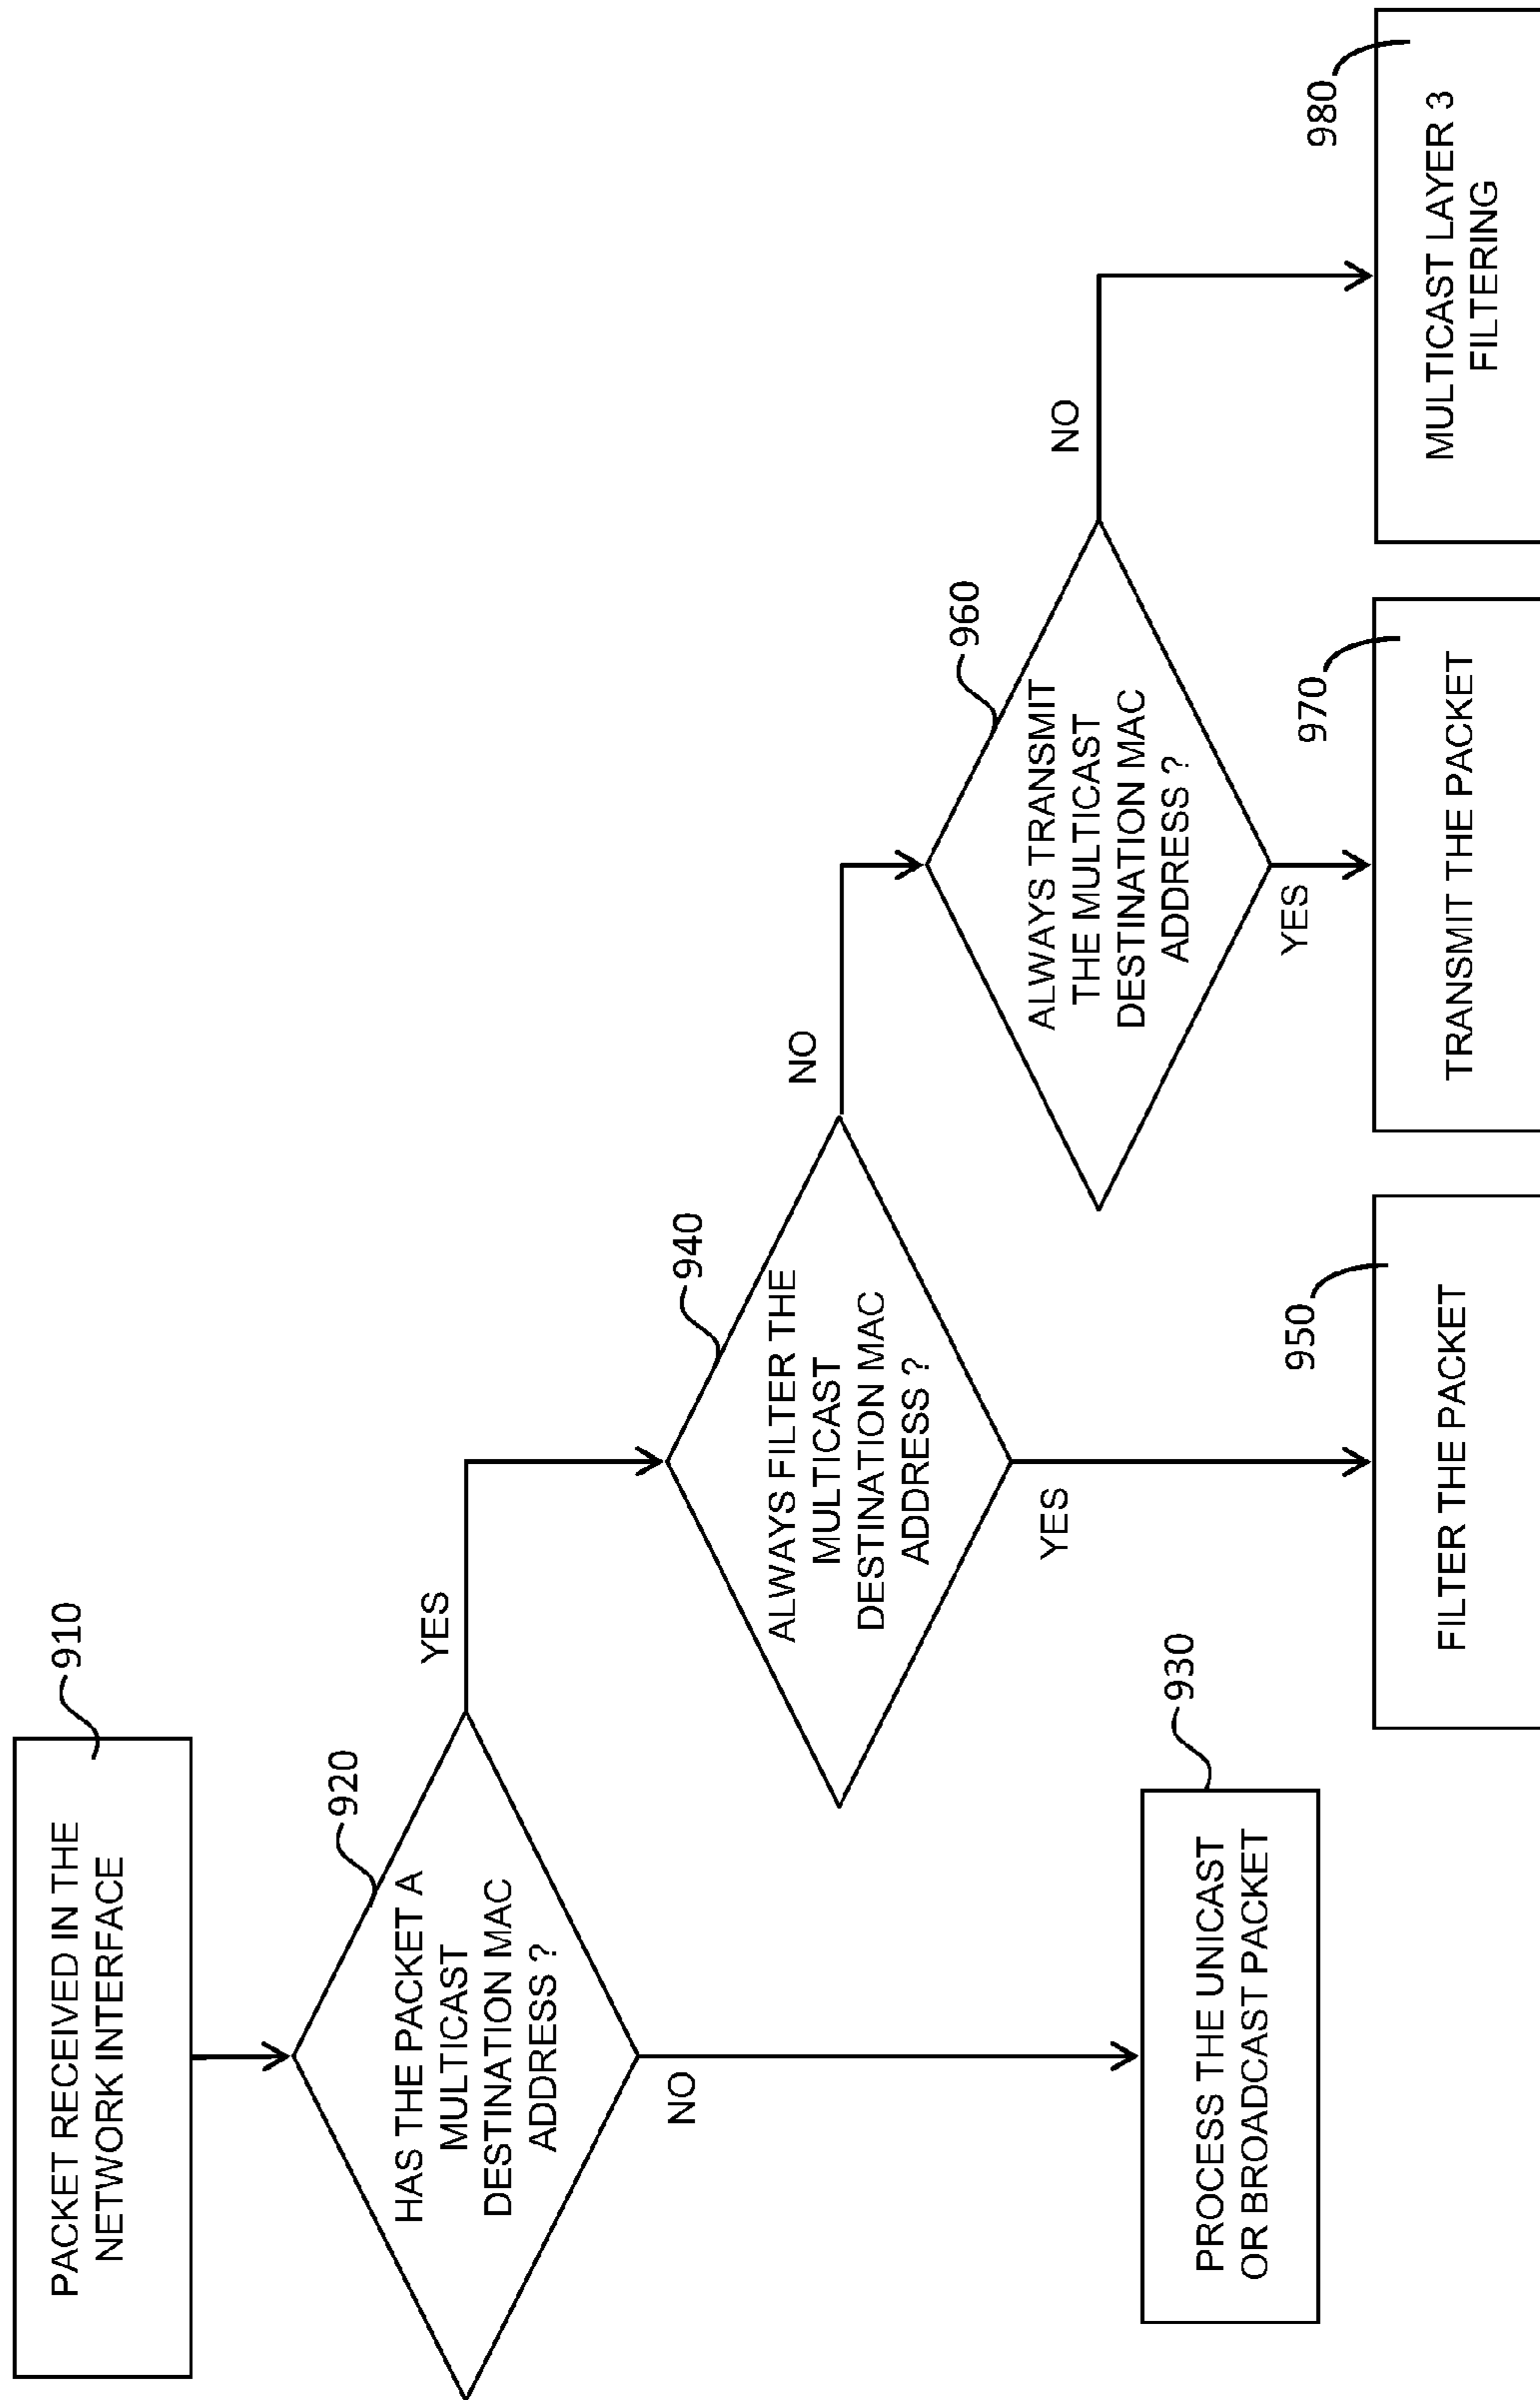 PACKET RECEIVED IN THE
NETWORK INTERFACE
910
HAS THE PACKET A
MULTICAST
DESTINATION MAC
ADDRESS ?
920
YES
NO
PROCESS THE UNICAST
OR BROADCAST PACKET
930
ALWAYS FILTER THE
MULTICAST
DESTINATION MAC
ADDRESS ?
940
NO
YES
FILTER THE PACKET
950
ALWAYS TRANSMIT
THE MULTICAST
DESTINATION MAC
ADDRESS ?
960
NO
YES
TRANSMIT THE PACKET
970
MULTICAST LAYER 3
FILTERING
980